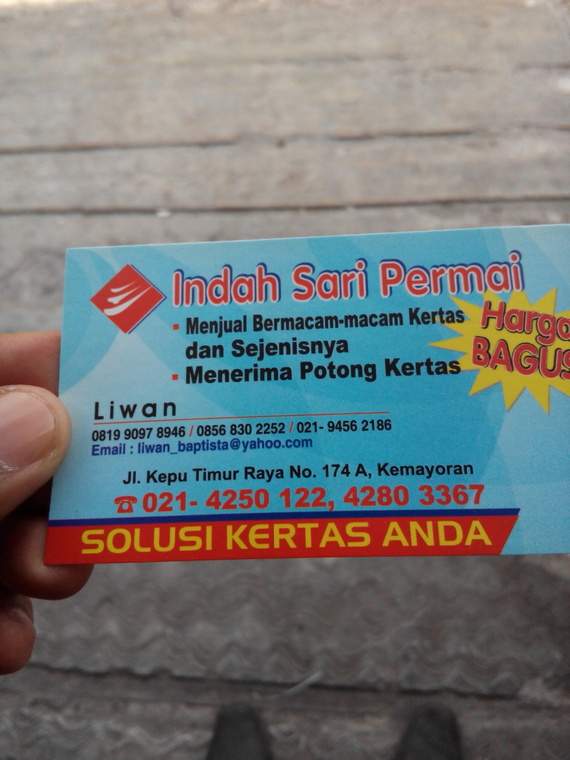 Indah Sari Permai
▪ Menjual Bermacam-macam Kertas
dan Sejenisnya
▪ Menerima Potong Kertas
Harga
BAGUS
Liwan
0819 9097 8946 / 0856 830 2252 / 021- 9456 2186
Email : liwan_baptista@yahoo.com
Jl. Kepu Timur Raya No. 174 A, Kemayoran
☎ 021- 4250 122, 4280 3367
SOLUSI KERTAS ANDA